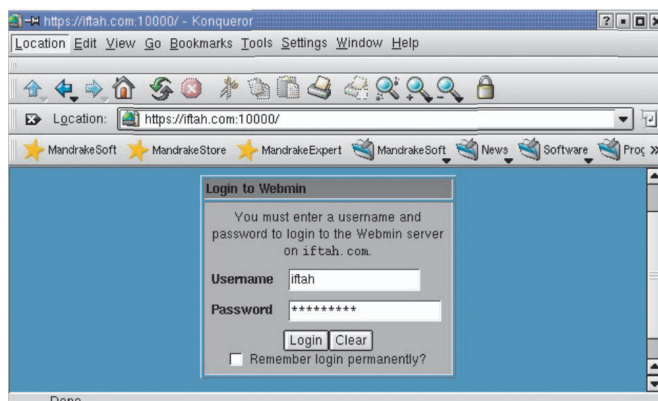 https://iftah.com:10000/ - Konqueror
Location Edit View Go Bookmarks Tools Settings Window Help
Location: https://iftah.com:10000/
MandrakeSoft MandrakeStore MandrakeExpert MandrakeSoft News Software Proç
Login to Webmin
You must enter a username and
password to login to the Webmin server
on iftah.com.
Username iftah
Password *********
Login Clear
Remember login permanently?